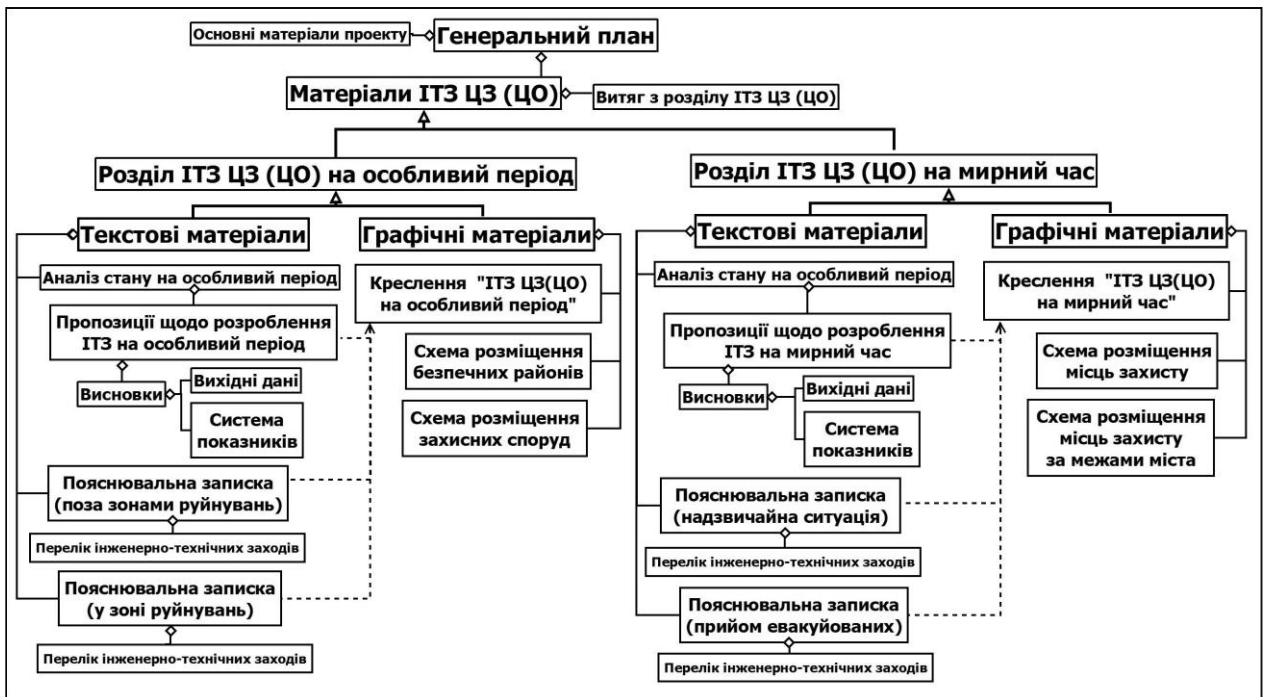 Основні матеріали проекту
Генеральний план
Матеріали ІТЗ ЦЗ (ЦО)
Витяг з розділу ІТЗ ЦЗ (ЦО)
Розділ ІТЗ ЦЗ (ЦО) на особливий період
Текстові матеріали
Графічні матеріали
Аналіз стану на особливий період
Пропозиції щодо розроблення
ІТЗ на особливий період
Висновки
Вихідні дані
Система
показників
Пояснювальна записка
(поза зонами руйнувань)
Перелік інженерно-технічних заходів
Пояснювальна записка
(у зоні руйнувань)
Перелік інженерно-технічних заходів
Креслення "ІТЗ ЦЗ(ЦО)
на особливий період"
Схема розміщення
безпечних районів
Схема розміщення
захисних споруд
Розділ ІТЗ ЦЗ (ЦО) на мирний час
Текстові матеріали
Графічні матеріали
Аналіз стану на особливий період
Пропозиції щодо розроблення
ІТЗ на мирний час
Висновки
Вихідні дані
Система
показників
Пояснювальна записка
(надзвичайна ситуація)
Перелік інженерно-технічних заходів
Пояснювальна записка
(прийом евакуйованих)
Перелік інженерно-технічних заходів
Креслення "ІТЗ ЦЗ(ЦО)
на мирний час"
Схема розміщення
місць захисту
Схема розміщення
місць захисту
за межами міста